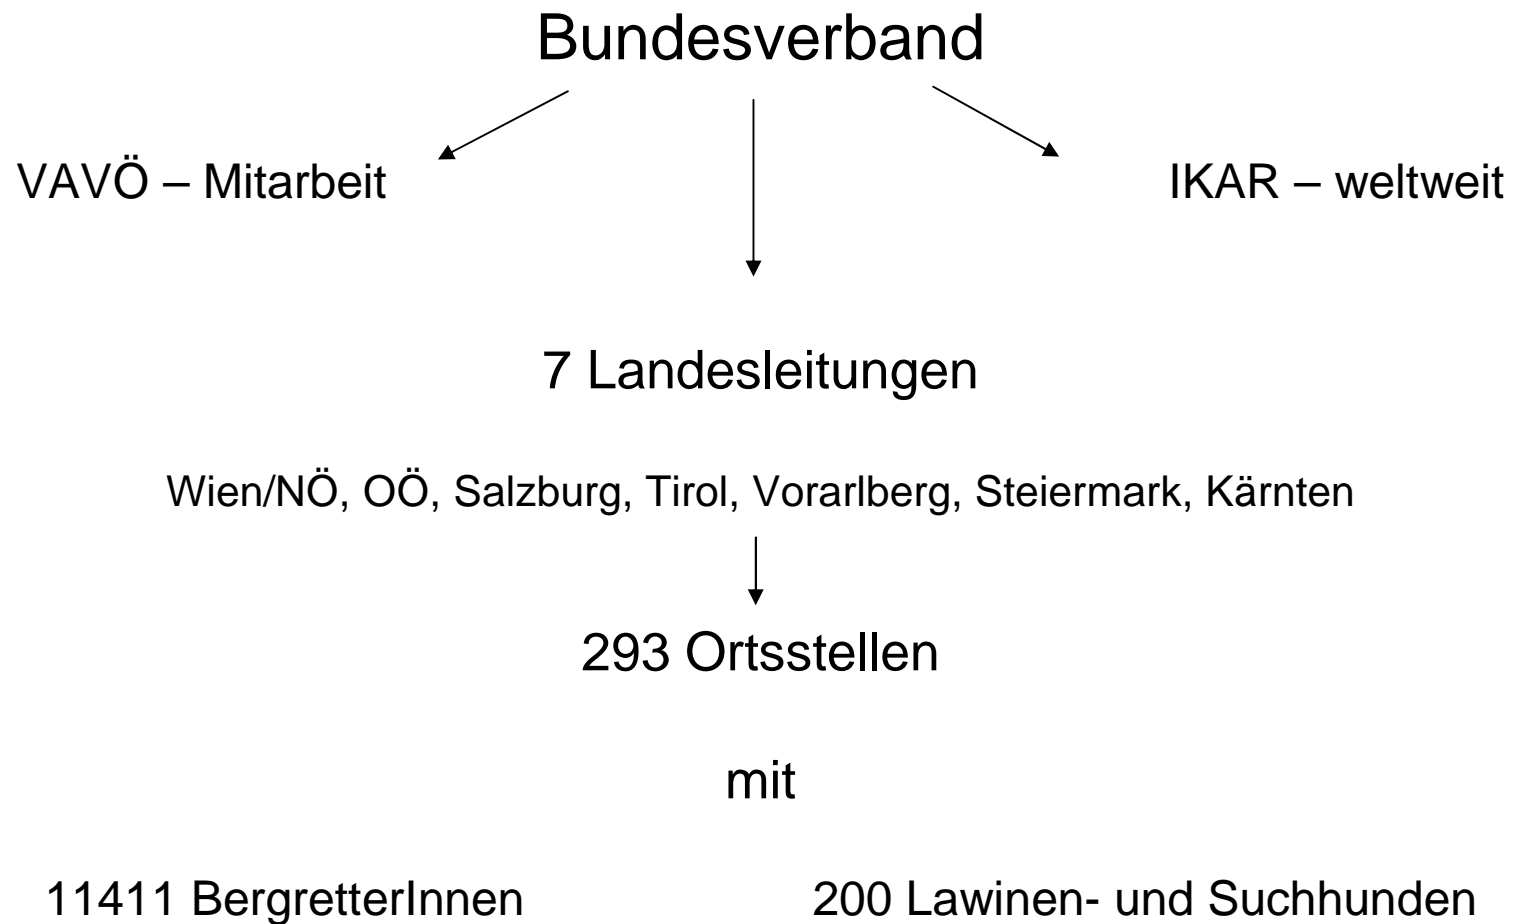 Bundesverband
VAVÖ – Mitarbeit
IKAR – weltweit
7 Landesleitungen
Wien/NÖ, OÖ, Salzburg, Tirol, Vorarlberg, Steiermark, Kärnten
293 Ortsstellen
mit
11411 BergretterInnen
200 Lawinen- und Suchhunden